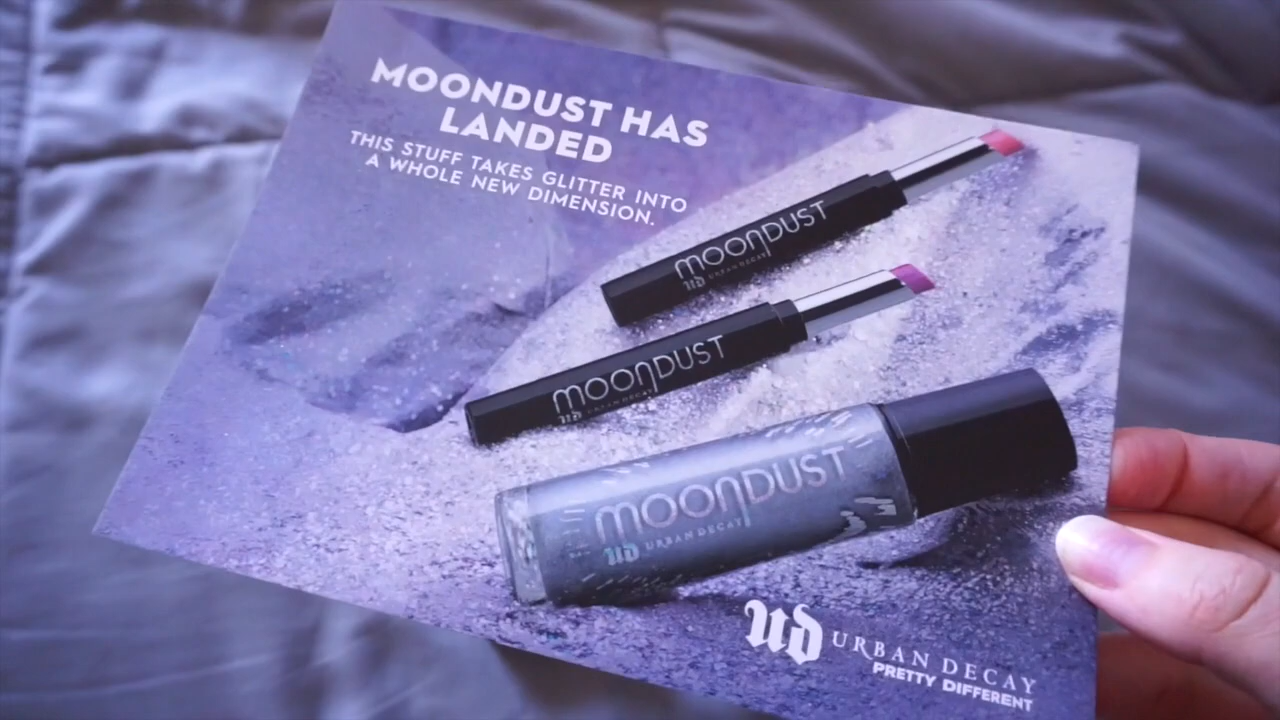 MOONDUST HAS
LANDED
THIS STUFF TAKES GLITTER INTO
A WHOLE NEW DIMENSION.
MOONDUST
UD URBAN DECAY
MOONDUST
UD URBAN DECAY
MOONDUST
UD URBAN DECAY
UD URBAN DECAY
PRETTY DIFFERENT